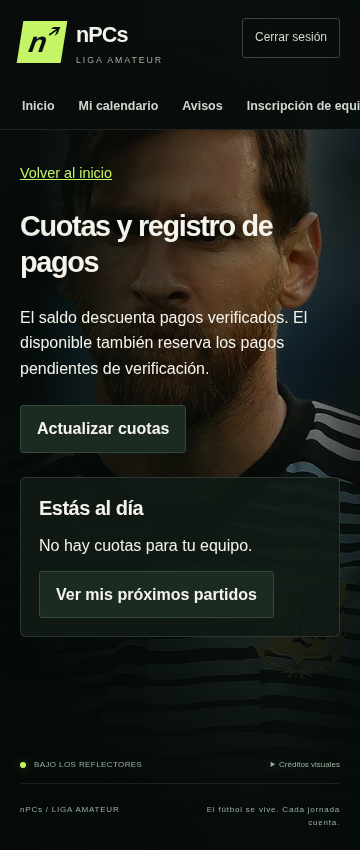 n
nPCs
LIGA AMATEUR
Cerrar sesión
Inicio Mi calendario Avisos Inscripción de equi
Volver al inicio
Cuotas y registro de
pagos
El saldo descuenta pagos verificados. El
disponible también reserva los pagos
pendientes de verificación.
Actualizar cuotas
Estás al día
No hay cuotas para tu equipo.
Ver mis próximos partidos
BAJO LOS REFLECTORES
▶ Créditos visuales
nPCs / LIGA AMATEUR
El fútbol se vive. Cada jornada
cuenta.